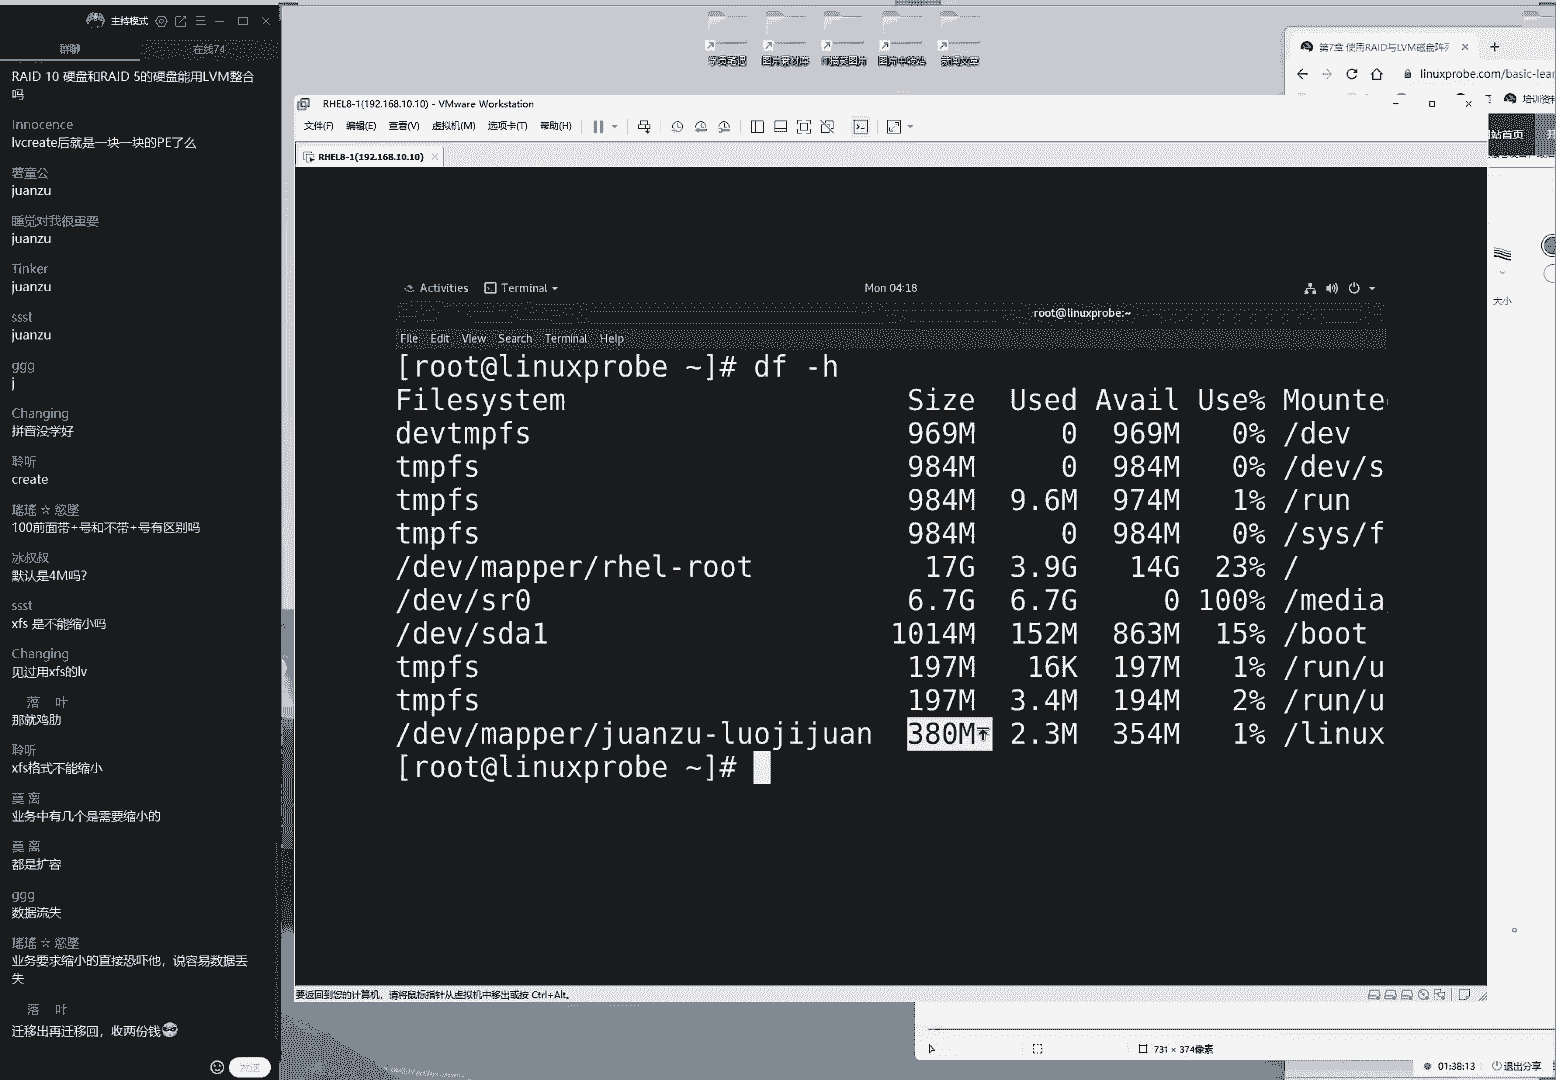 主持模式
群聊
在线74
RAID 10 硬盘和RAID 5的硬盘能用LVM整合
吗
Innocence
lvcreate后就是一块一块的PE了么
茗童公
juanzu
睡觉对我很重要
juanzu
Tinker
juanzu
ssst
juanzu
ggg
j
Changing
拼音没学好
聆听
create
瑶瑶 ☆ 慾墜
100前面带+号和不带+号有区别吗
冰叔叔
默认是4M吗?
ssst
xfs 是不能缩小吗
Changing
见过用xfs的lv
落 叶
那就鸡肋
聆听
xfs格式不能缩小
莫 离
业务中有几个是需要缩小的
莫 离
都是扩容
ggg
数据流失
瑶瑶 ☆ 慾墜
业务要求缩小的直接恐吓他，说容易数据丢
失
落 叶
迁移出再迁移回，收两份钱
发送
第7章 使用RAID与LVM磁盘阵列
linuxprobe.com/basic-lear
培训资料
网站首页
大小
RHEL8-1(192.168.10.10) - VMware Workstation
文件(F) 编辑(E) 查看(V) 虚拟机(M) 选项卡(T) 帮助(H)
RHEL8-1(192.168.10.10)
Activities Terminal Mon 04:18
root@linuxprobe:~
File Edit View Search Terminal Help
[root@linuxprobe ~]# df -h
Filesystem Size Used Avail Use% Mounte
devtmpfs 969M 0 969M 0% /dev
tmpfs 984M 0 984M 0% /dev/s
tmpfs 984M 9.6M 974M 1% /run
tmpfs 984M 0 984M 0% /sys/f
/dev/mapper/rhel-root 17G 3.9G 14G 23% /
/dev/sr0 6.7G 6.7G 0 100% /media
/dev/sda1 1014M 152M 863M 15% /boot
tmpfs 197M 16K 197M 1% /run/u
tmpfs 197M 3.4M 194M 2% /run/u
/dev/mapper/juanzu-luojijuan 380M 2.3M 354M 1% /linux
[root@linuxprobe ~]#
要返回到您的计算机，请将鼠标指针从虚拟机中移出或按 Ctrl+Alt。
731 × 374像素
01:38:13 退出分享